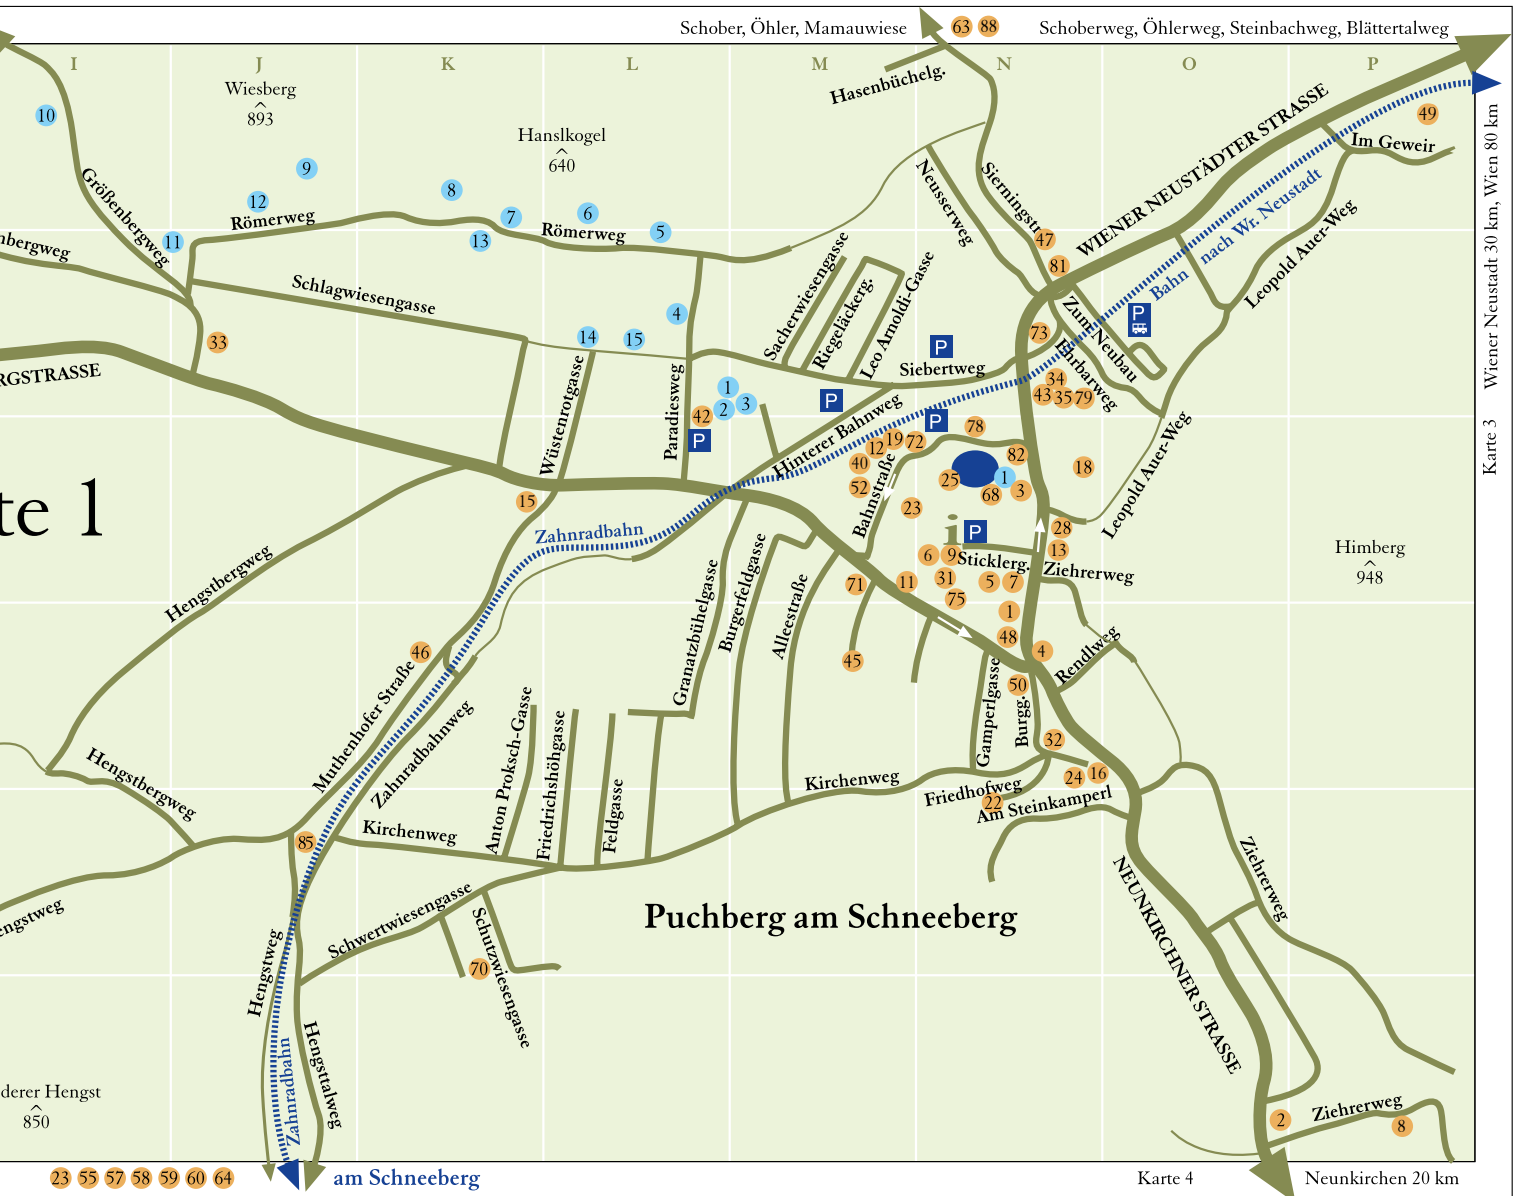 Schober, Öhler, Mamauwiese
63 88
Schoberweg, Öhlerweg, Steinbachweg, Blättertalweg
I J K L M N O P
Wiesberg
893
Hanslkogel
640
Hasenbüchelg.
10
9
12
8
7
6
5
11
13
49
Im Geweir
WIENER NEUSTÄDTER STRASSE
Größenbergweg
Römerweg
Römerweg
nbergweg
Neusserweg
Sierningstr.
47
81
Bahn nach Wr. Neustadt
Leopold Auer-Weg
Wiener Neustadt 30 km, Wien 80 km
Karte 3
Schlagwiesengasse
Sacherwiesengasse
Riegeläckerg.
Leo Arnoldi-Gasse
4
14
15
33
P
P
73
Zum Neubau
Ehrbarweg
Siebertweg
RGSTRASSE
Wüstenrotgasse
Paradiesweg
1
2
3
42
P
P
Hinterer Bahnweg
34
43 35 79
P
78
19 72
12
40
52
Bahnstraße
82
25
1
68
3
18
Leopold Auer-Weg
te 1
15
Zahnradbahn
23
i P
28
13
6 9
Sticklerg.
Ziehrerweg
Himberg
948
Hengstbergweg
Granatzbühelgasse
Burgerfeldgasse
Alleestraße
71
11
31
75
5 7
1
48
4
45
Rendlweg
46
Muthenhofer Straße
Zahnradbahnweg
50
Gamperlgasse
Burgg.
32
24 16
Hengstbergweg
Anton Proksch-Gasse
Friedrichshöhgasse
Feldgasse
Kirchenweg
Friedhofweg
22
Am Steinkamperl
Kirchenweg
85
NEUNKIRCHNER STRASSE
Ziehrerweg
engstweg
Schwertwiesengasse
Schutzwiesengasse
70
Puchberg am Schneeberg
Hengstweg
Hengsttalweg
Zahnradbahn
derer Hengst
850
2
Ziehrerweg
8
23 55 57 58 59 60 64
am Schneeberg
Karte 4
Neunkirchen 20 km